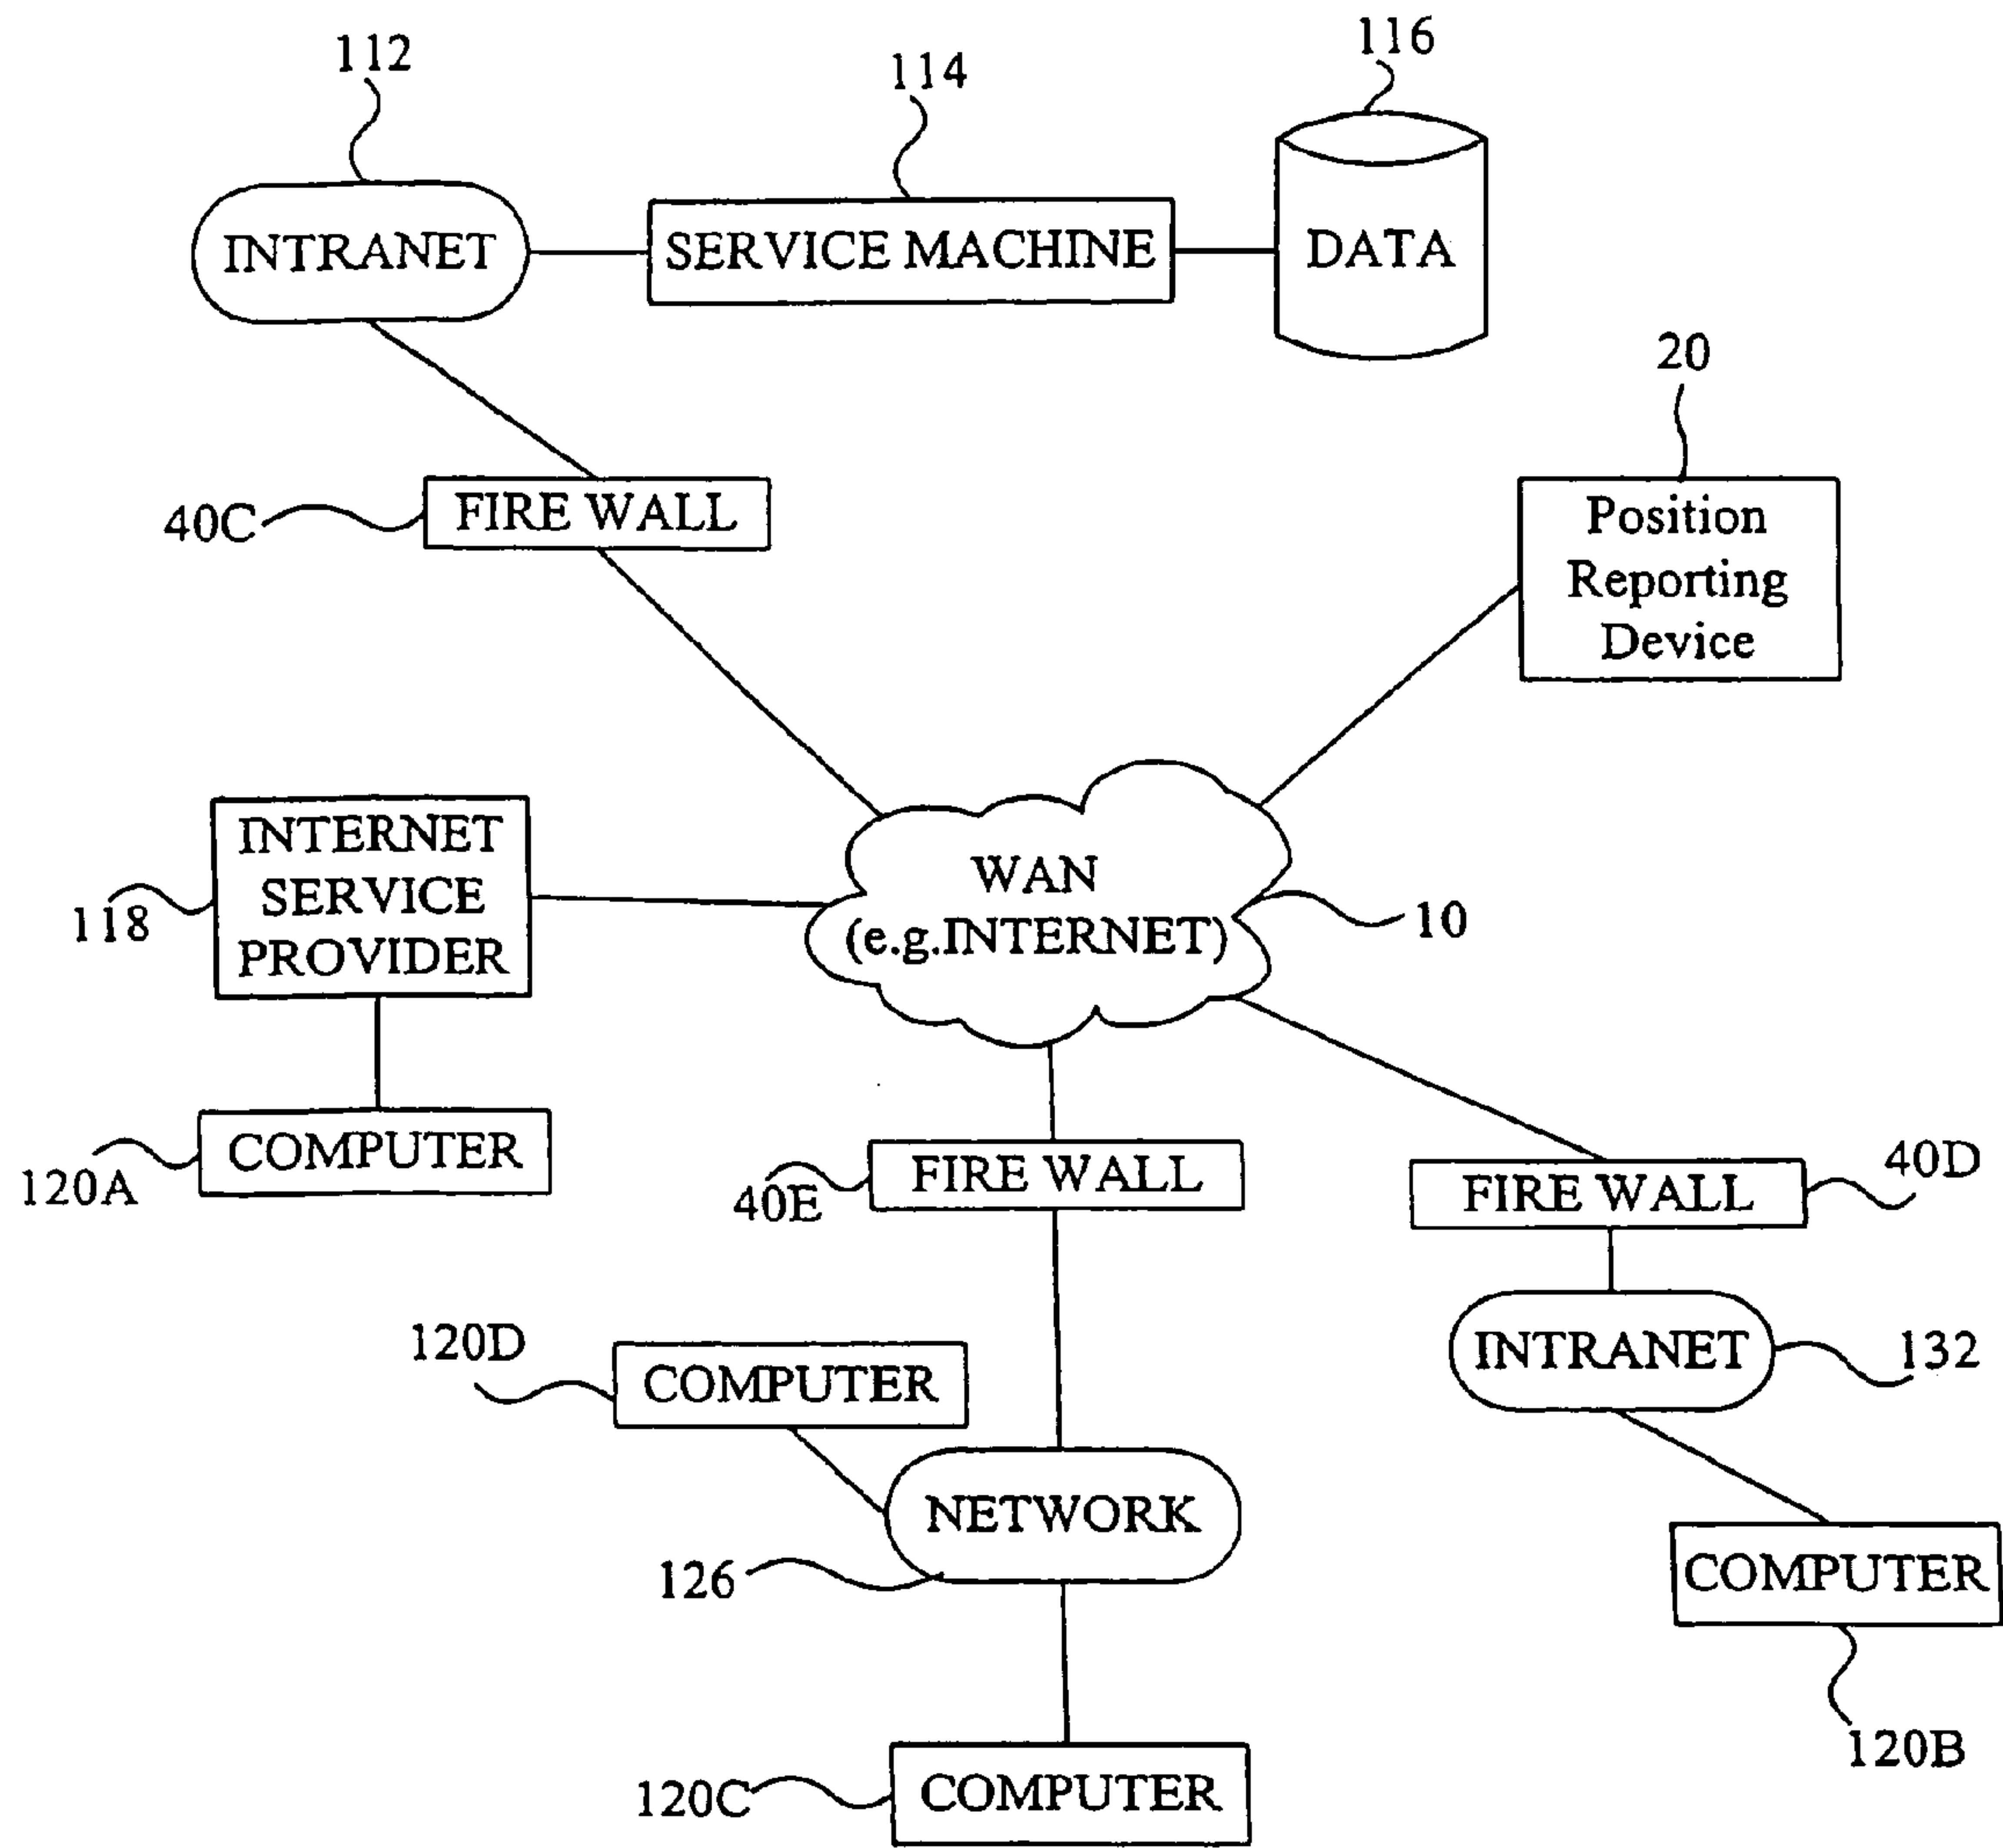 112
114
116
INTRANET
SERVICE MACHINE
DATA
20
40C
FIRE WALL
Position
Reporting
Device
INTERNET
SERVICE
PROVIDER
118
WAN
(e.g.INTERNET)
10
120A
COMPUTER
40E
FIRE WALL
FIRE WALL
40D
120D
COMPUTER
INTRANET
132
NETWORK
126
COMPUTER
120B
120C
COMPUTER